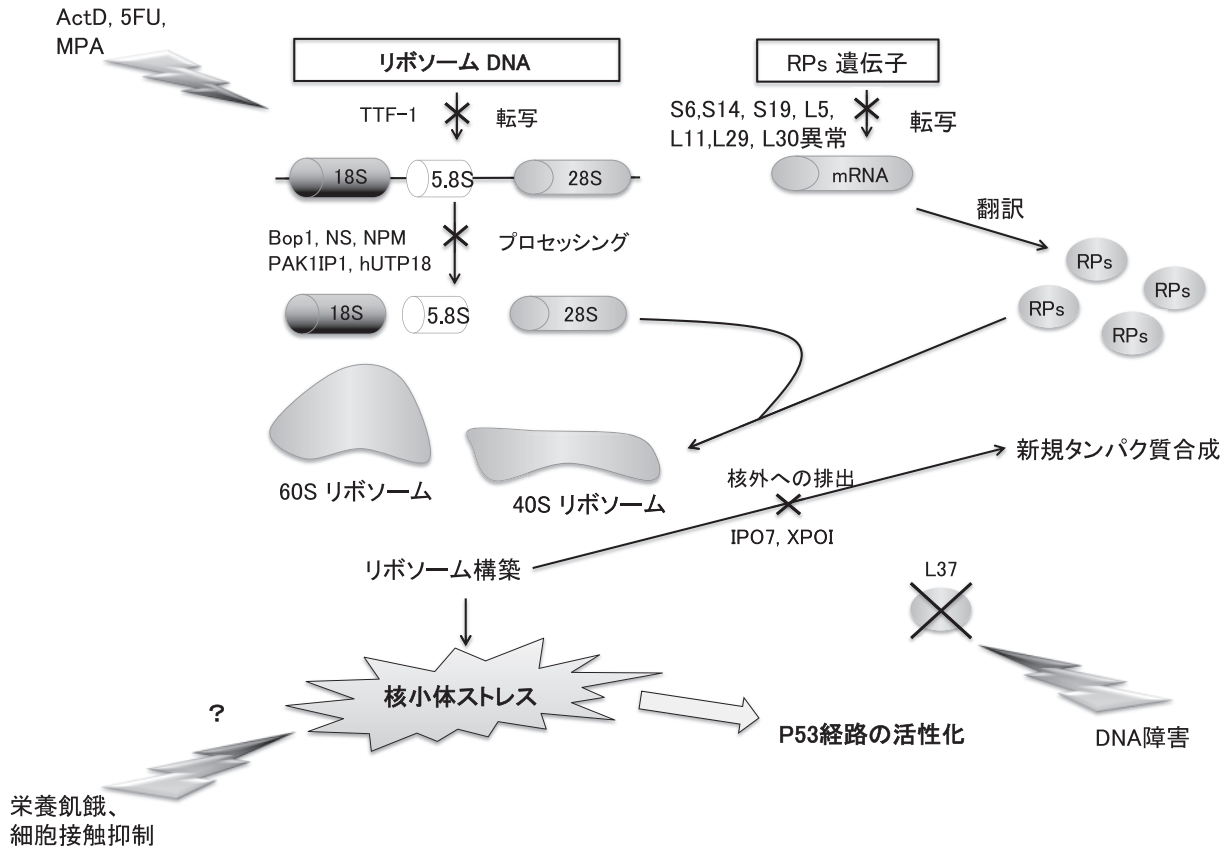 ActD, 5FU,
MPA
リボソーム DNA
RPs 遺伝子
TTF-1
転写
S6,S14, S19, L5,
L11,L29, L30異常
転写
18S
5.8S
28S
mRNA
翻訳
Bop1, NS, NPM
PAK1IP1, hUTP18
プロセッシング
RPs
RPs
RPs
RPs
18S
5.8S
28S
60S リボソーム
40S リボソーム
新規タンパク質合成
核外への排出
IPO7, XPOI
リボソーム構築
L37
核小体ストレス
?
P53経路の活性化
DNA障害
栄養飢餓、
細胞接触抑制